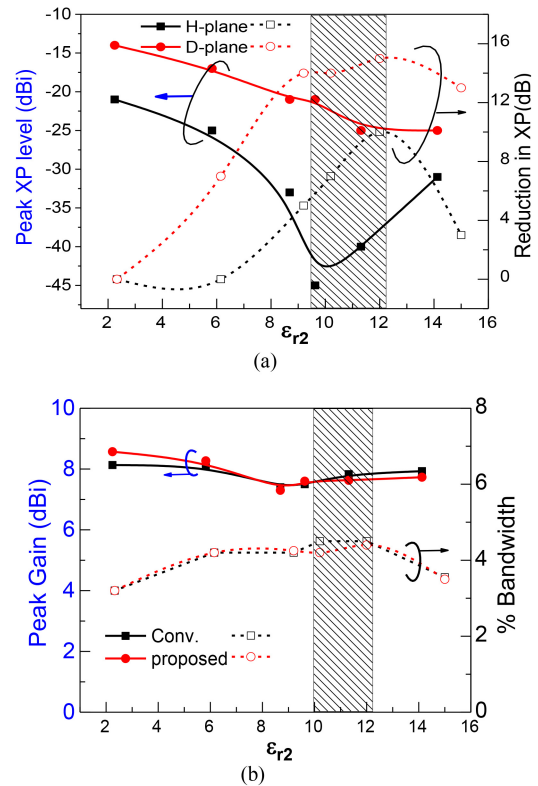 H-plane
D-plane
Peak XP level (dBi)
-10
-15
-20
-25
-30
-35
-40
-45
Reduction in XP(dB)
16
12
8
4
0
2 4 6 8 10 12 14 16
εr2
(a)
Peak Gain (dBi)
10
8
6
4
2
0
% Bandwidth
8
6
4
2
0
Conv.
proposed
2 4 6 8 10 12 14 16
εr2
(b)